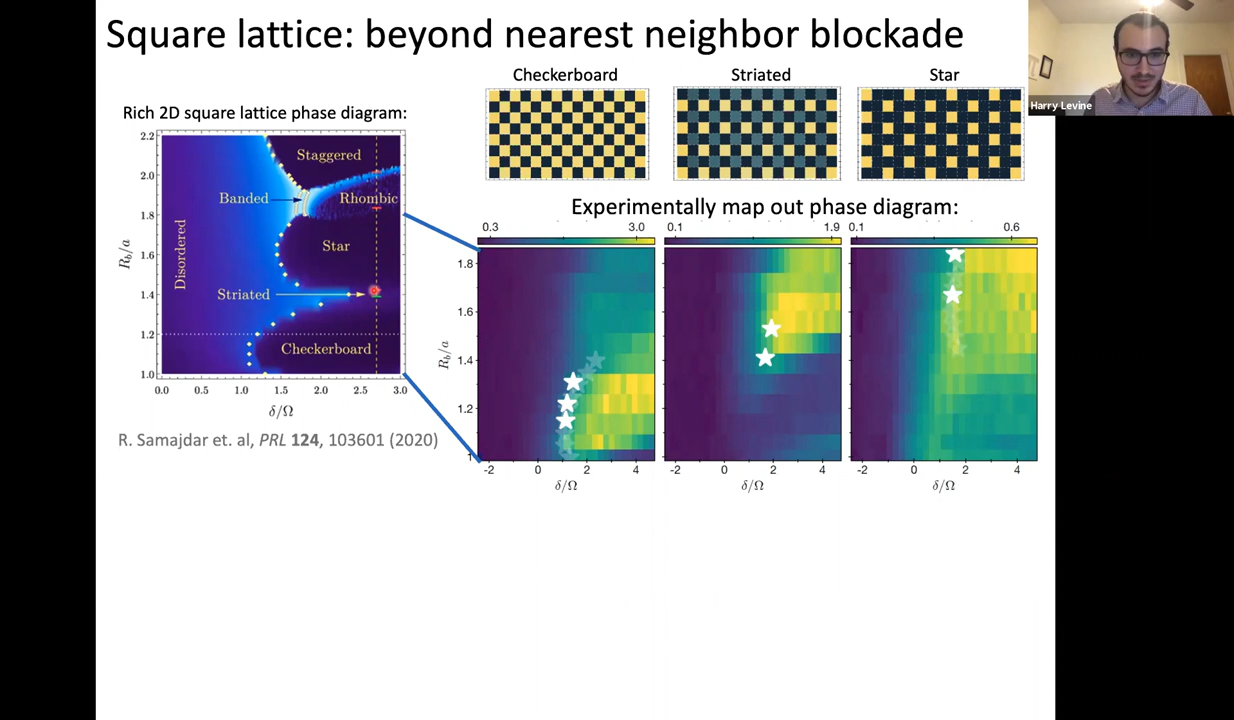 Square lattice: beyond nearest neighbor blockade
Harry Levine
Checkerboard
Striated
Star
Rich 2D square lattice phase diagram:
2.2
2.0
1.8
1.6
1.4
1.2
1.0
R_b/a
Staggered
Banded
Rhombic
Disordered
Star
Striated
Checkerboard
0.0 0.5 1.0 1.5 2.0 2.5 3.0
δ/Ω
R. Samajdar et. al, PRL 124, 103601 (2020)
Experimentally map out phase diagram:
0.3 3.0
0.1 1.9
0.1 0.6
1.8
1.6
1.4
1.2
1
R_b/a
-2 0 2 4
δ/Ω
-2 0 2 4
δ/Ω
-2 0 2 4
δ/Ω